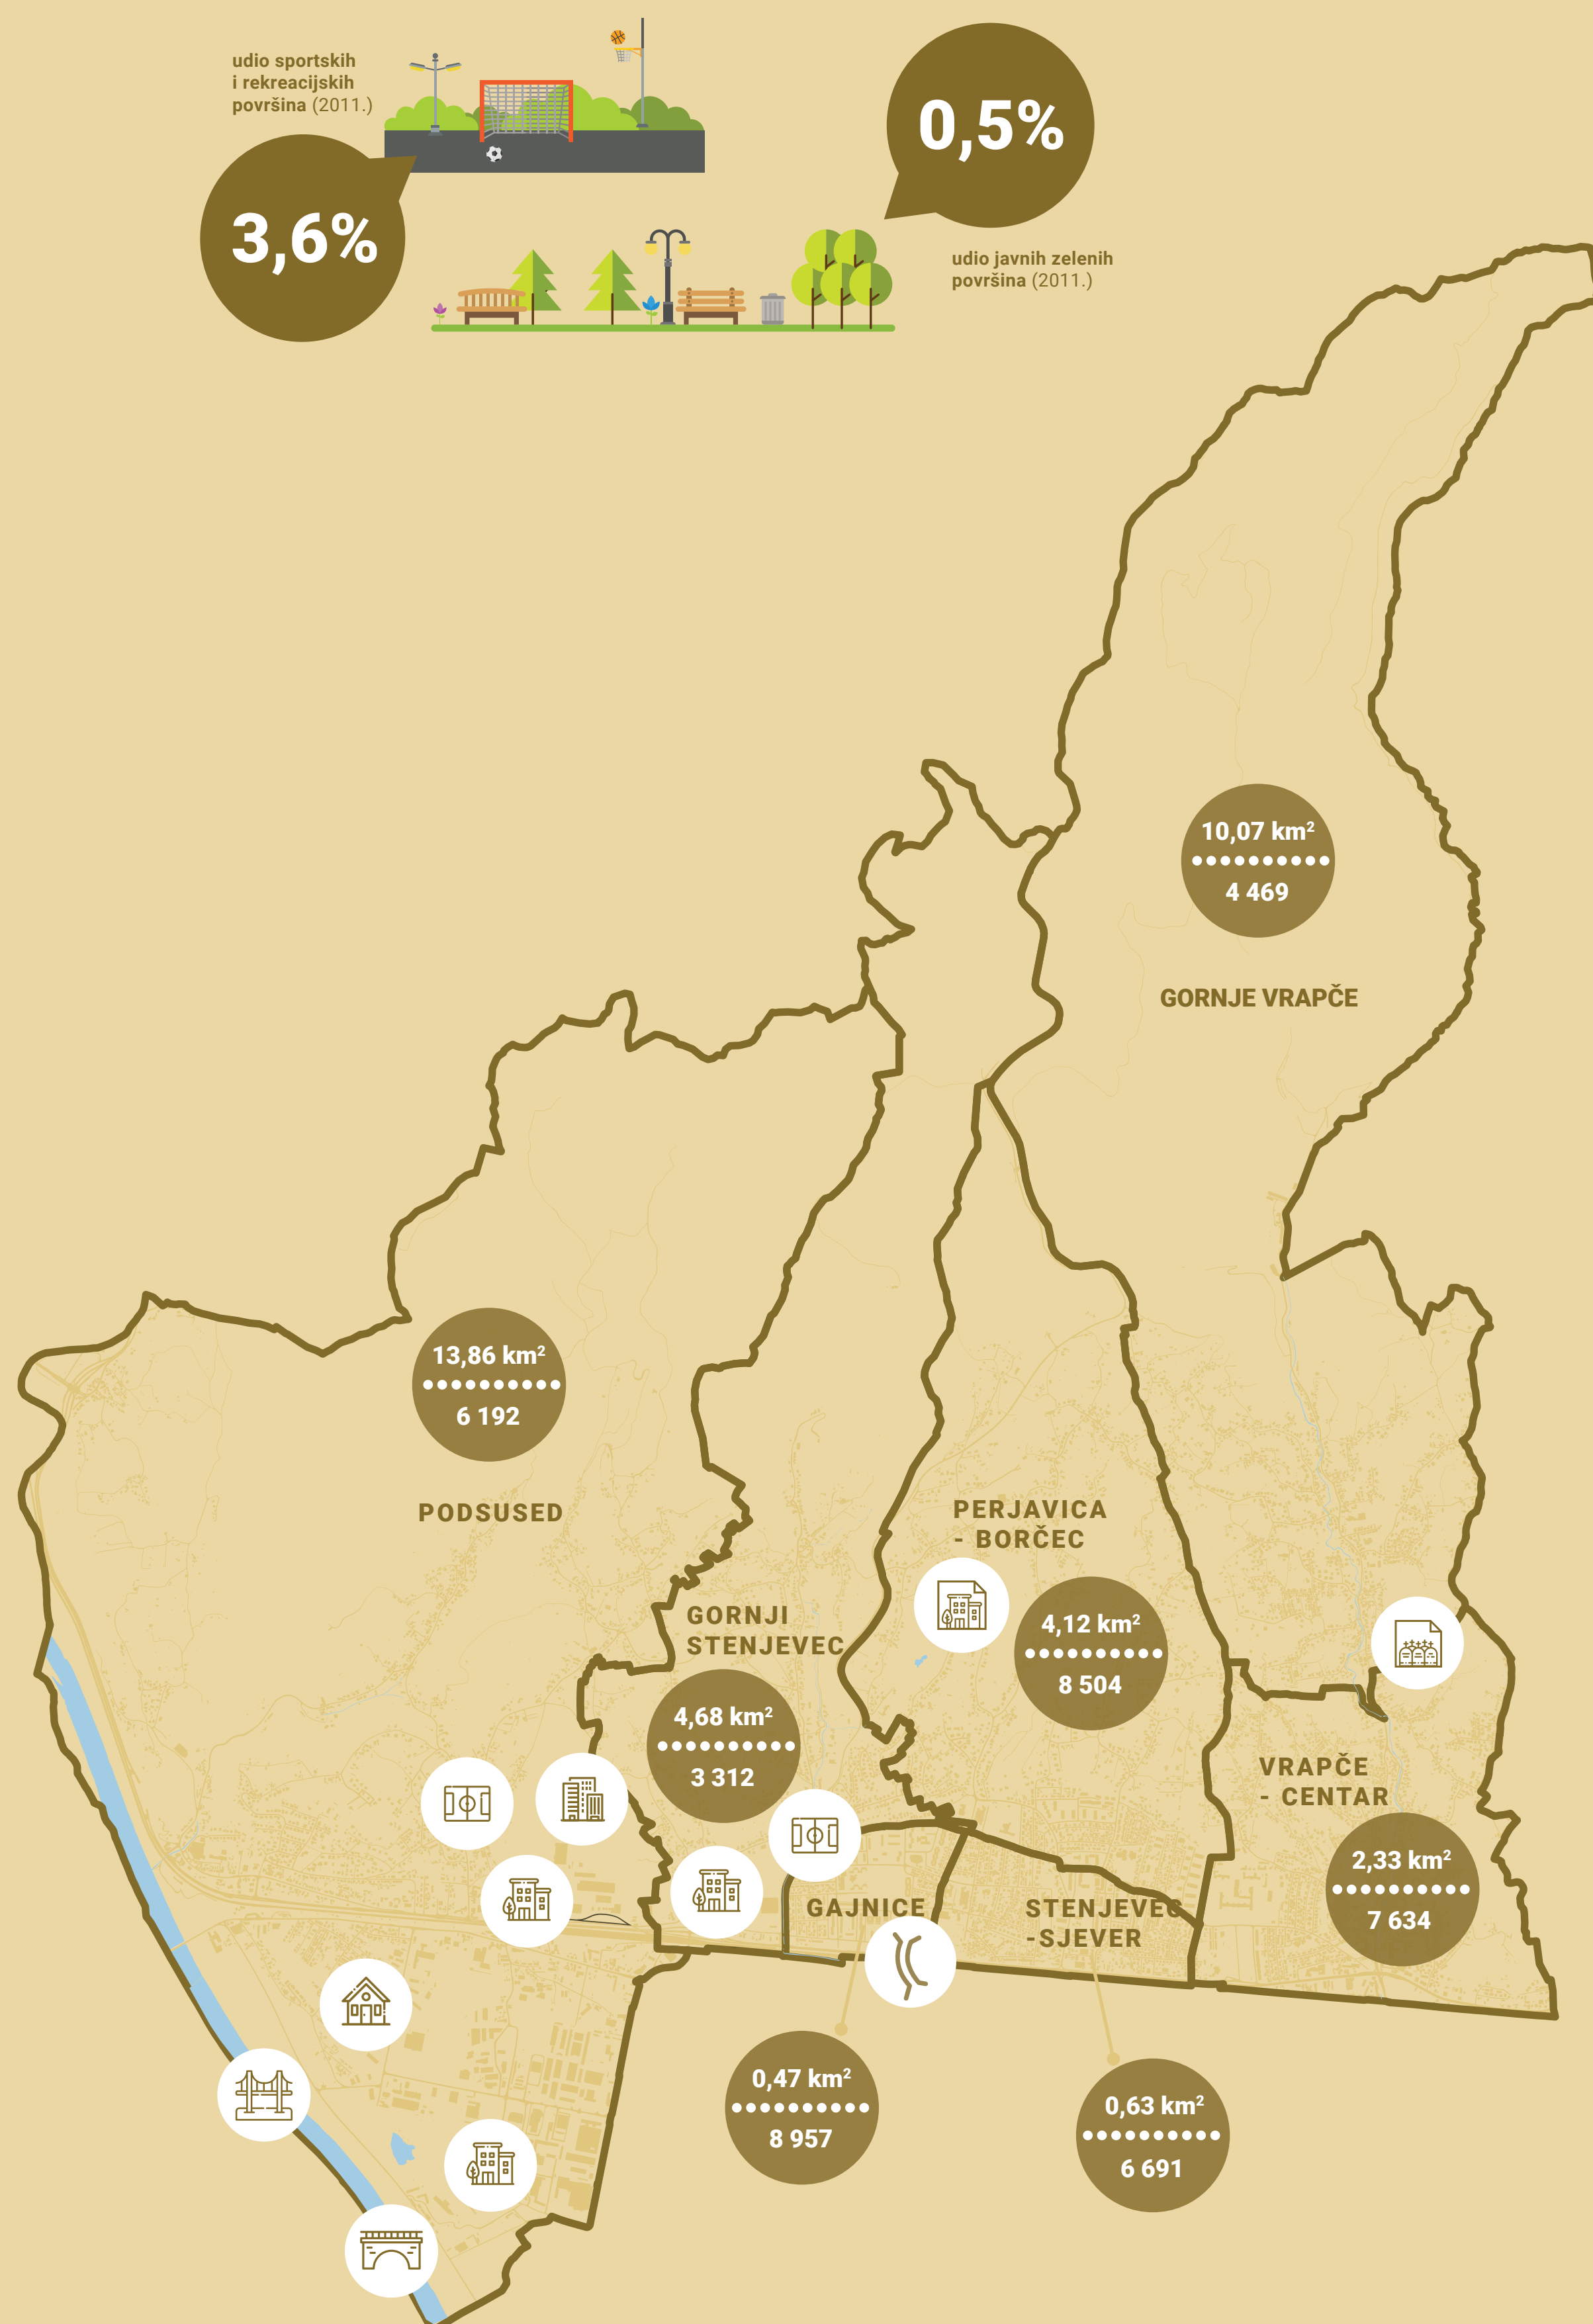 udio sportskih
i rekreacijskih
površina (2011.)
3,6%
0,5%
udio javnih zelenih
površina (2011.)
10,07 km²
4 469
GORNJE VRAPČE
13,86 km²
6 192
PODSUSED
PERJAVICA
- BORČEC
4,12 km²
8 504
GORNJI
STENJEVEC
4,68 km²
3 312
VRAPČE
- CENTAR
2,33 km²
7 634
GAJNICE
STENJEVEC
-SJEVER
0,47 km²
8 957
0,63 km²
6 691